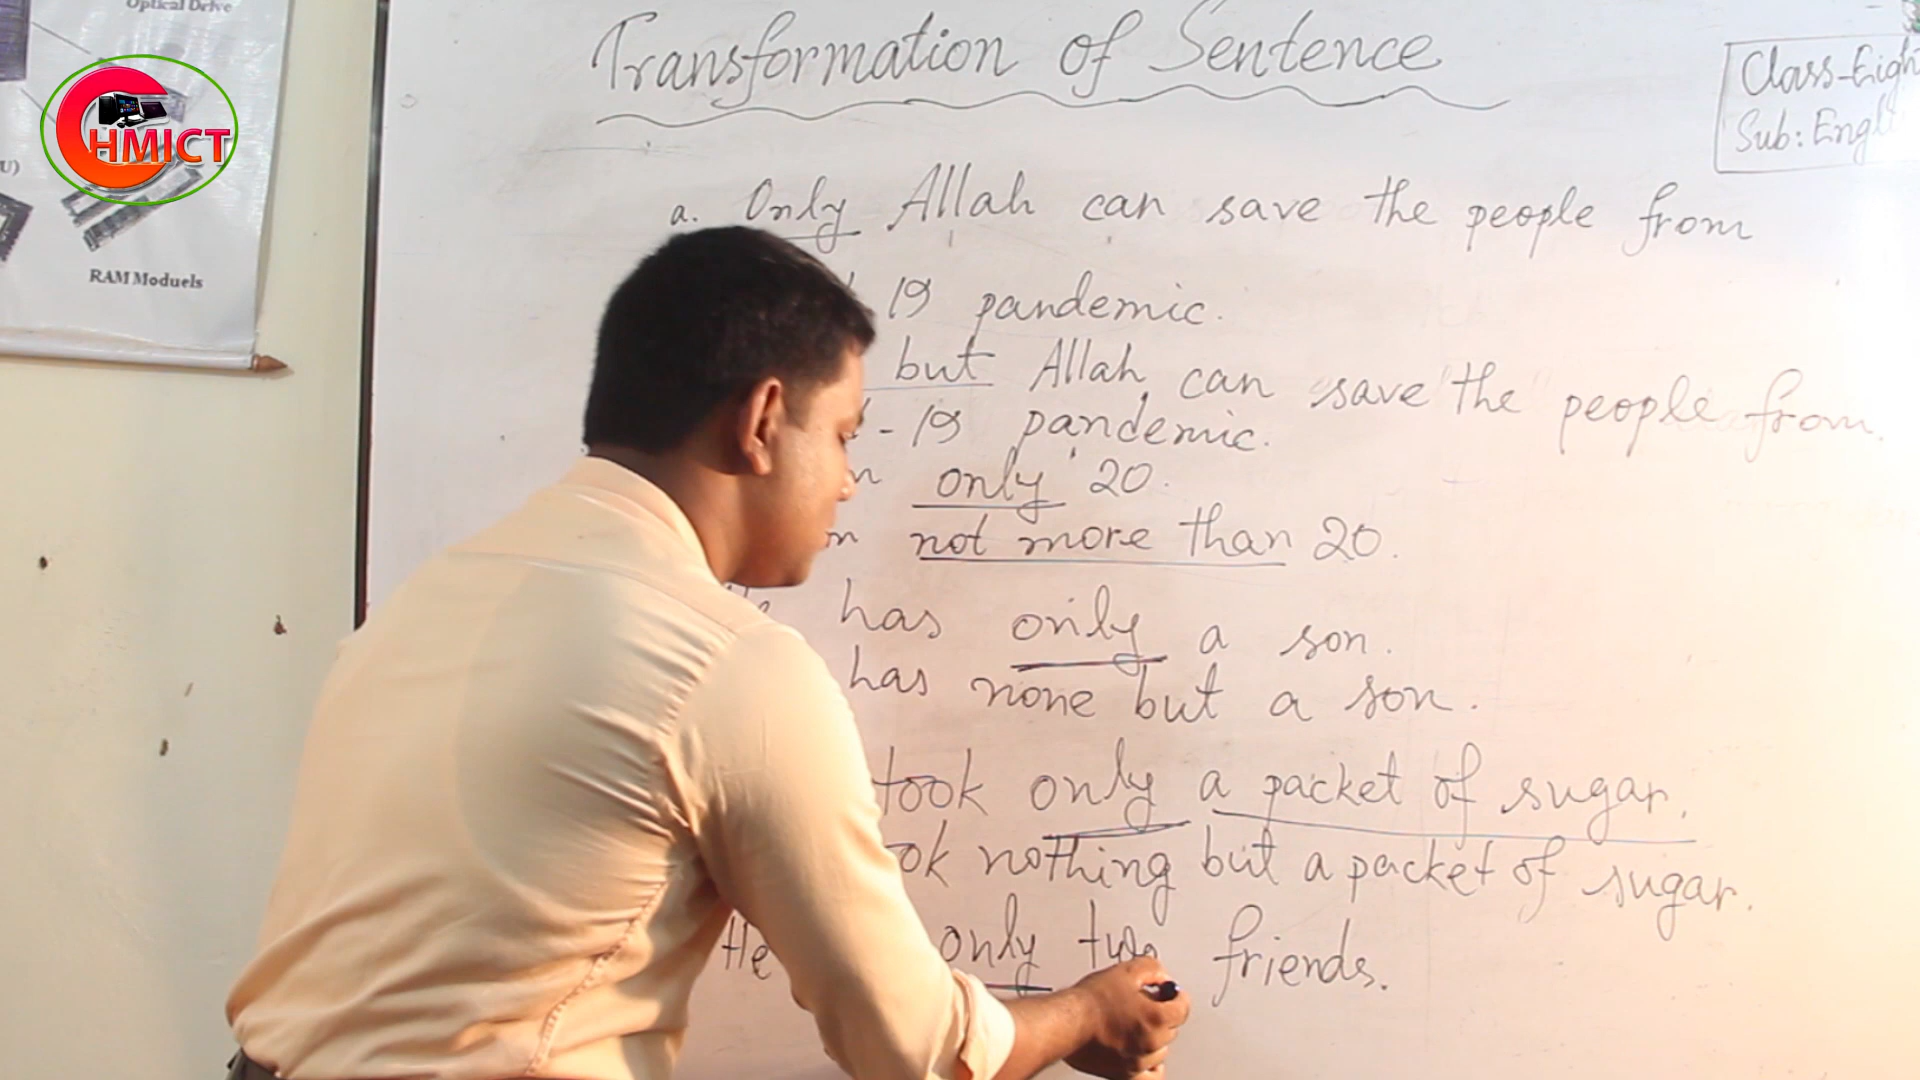 Optical Drive
CHMICT
U)
RAM Moduels
Transformation of Sentence
Class-Eigh
Sub: Engl
a. Only Allah can save the people from
19 pandemic.
but Allah can save the people from
- 19 pandemic.
only 20.
not more than 20.
has only a son.
has none but a son.
took only a packet of sugar.
ok nothing but a packet of sugar.
He only two friends.